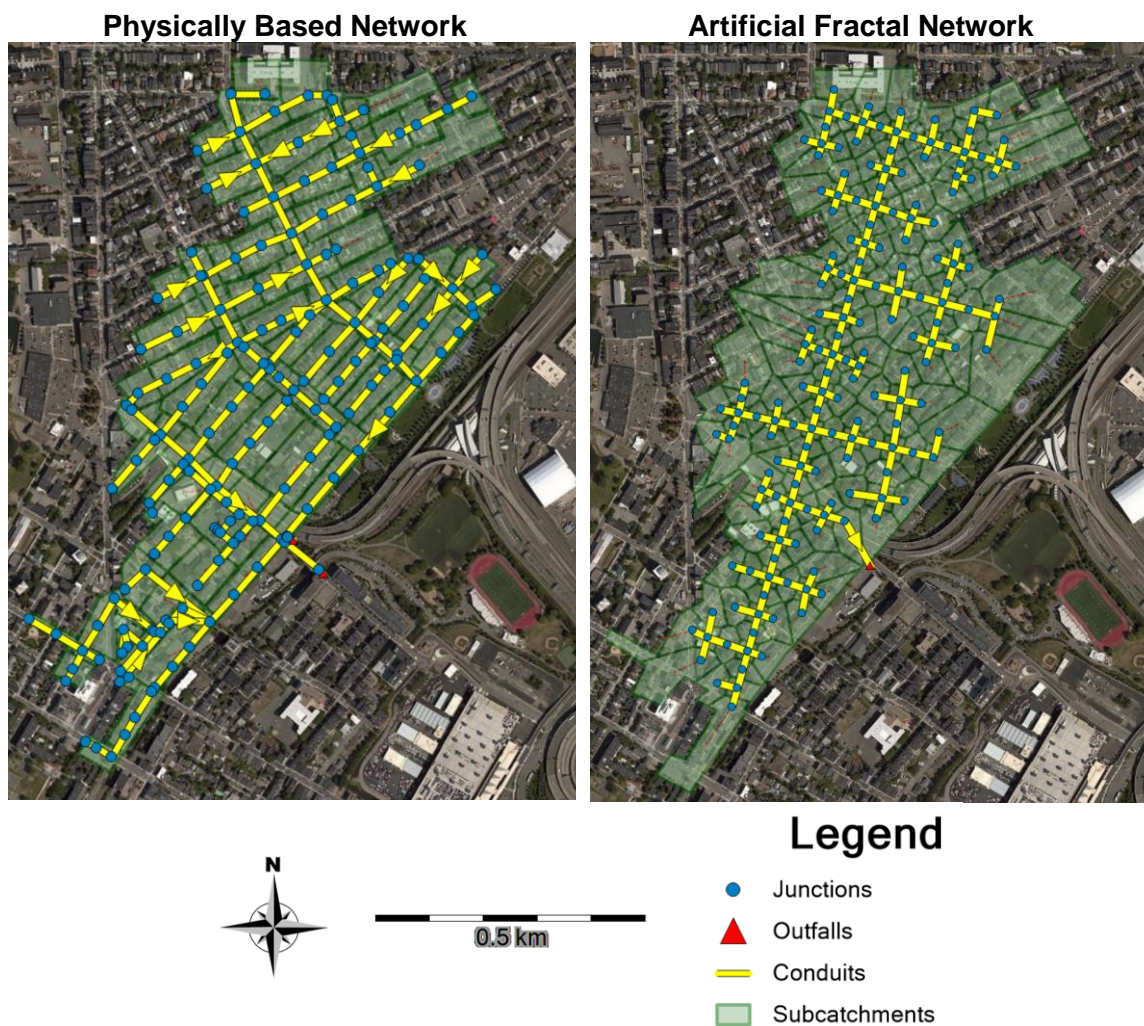 Physically Based Network
Artificial Fractal Network
Legend
N
Junctions
Outfalls
0.5 km
Conduits
Subcatchments